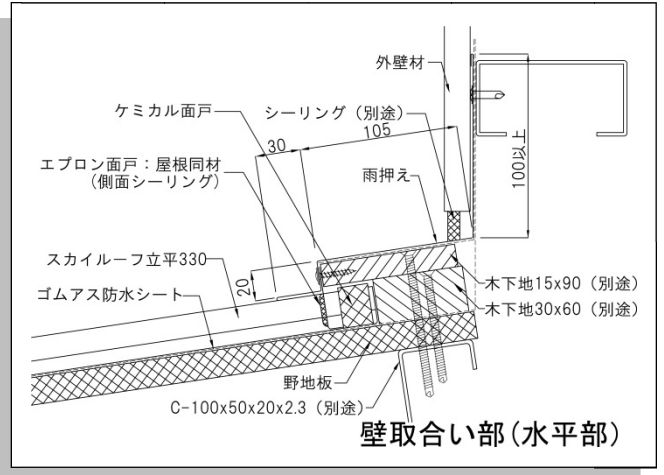 外壁材
ケミカル面戸
シーリング（別途）
105
30
エプロン面戸：屋根同材
（側面シーリング）
100以上
雨押え
スカイルーフ立平330
20
ゴムアス防水シート
木下地15x90（別途）
木下地30x60（別途）
野地板
C-100x50x20x2.3（別途）
壁取合い部(水平部)